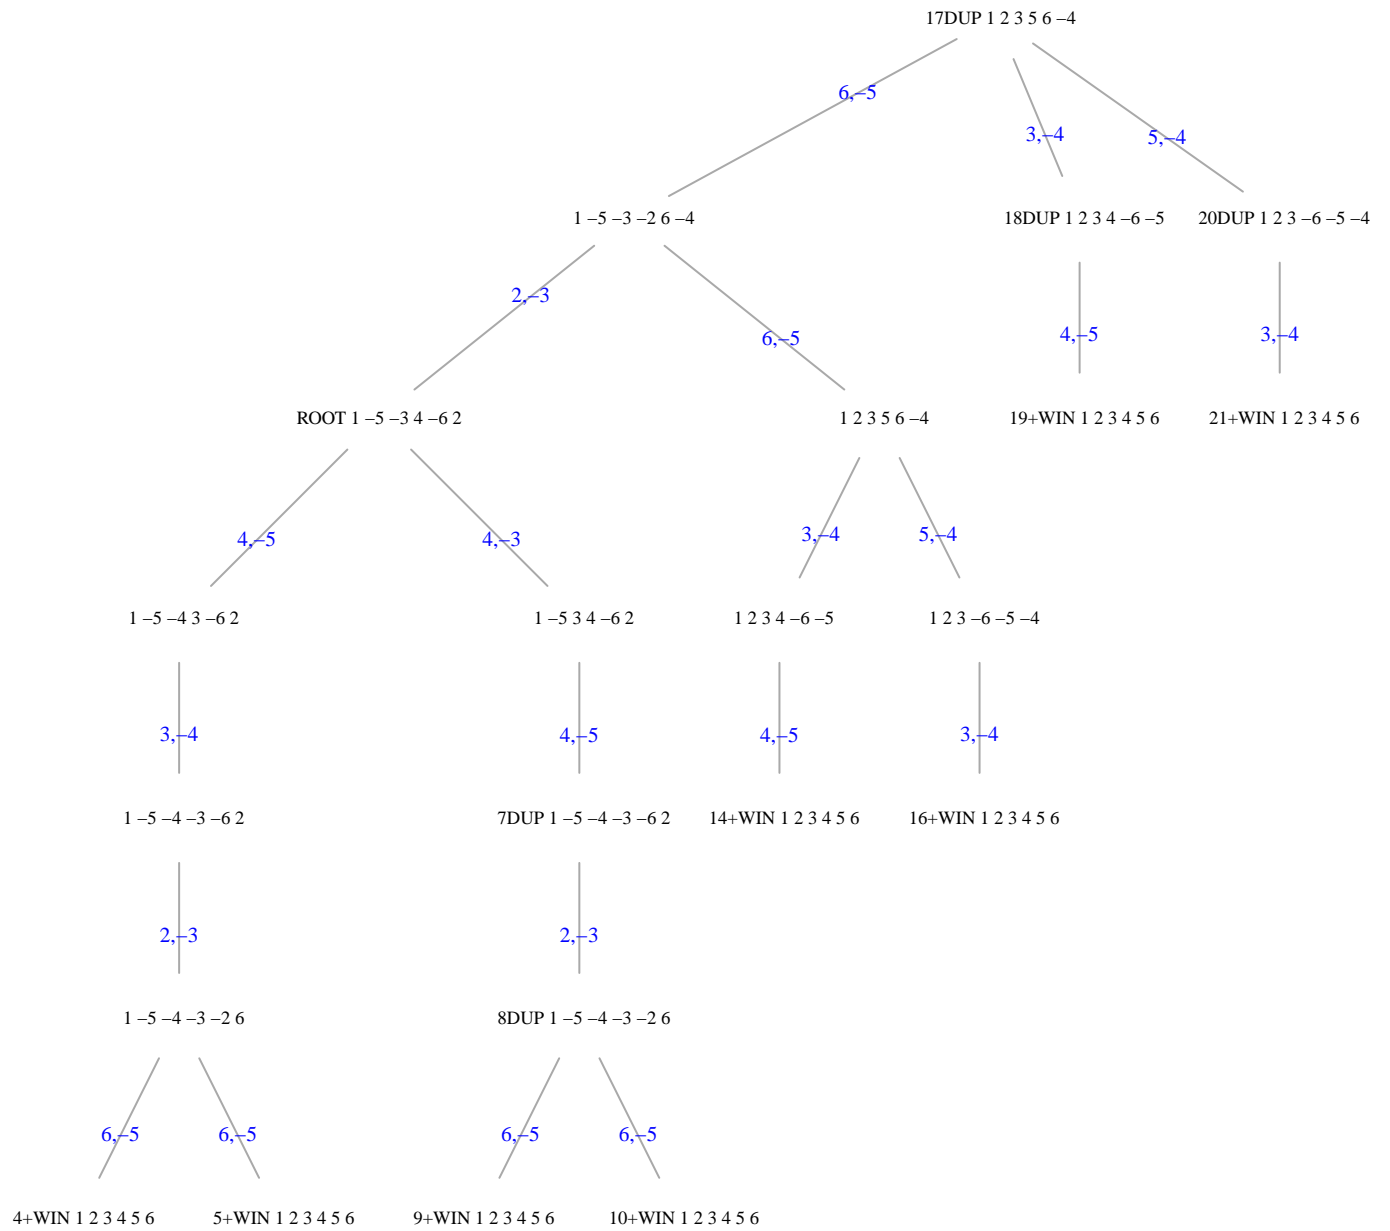 17DUP 1 2 3 5 6 –4
6,–5
3,–4
5,–4
1 –5 –3 –2 6 –4
18DUP 1 2 3 4 –6 –5
20DUP 1 2 3 –6 –5 –4
2,–3
6,–5
4,–5
3,–4
ROOT 1 –5 –3 4 –6 2
1 2 3 5 6 –4
19+WIN 1 2 3 4 5 6
21+WIN 1 2 3 4 5 6
4,–5
4,–3
3,–4
5,–4
1 –5 –4 3 –6 2
1 –5 3 4 –6 2
1 2 3 4 –6 –5
1 2 3 –6 –5 –4
3,–4
4,–5
4,–5
3,–4
1 –5 –4 –3 –6 2
7DUP 1 –5 –4 –3 –6 2
14+WIN 1 2 3 4 5 6
16+WIN 1 2 3 4 5 6
2,–3
2,–3
1 –5 –4 –3 –2 6
8DUP 1 –5 –4 –3 –2 6
6,–5
6,–5
6,–5
6,–5
4+WIN 1 2 3 4 5 6
5+WIN 1 2 3 4 5 6
9+WIN 1 2 3 4 5 6
10+WIN 1 2 3 4 5 6